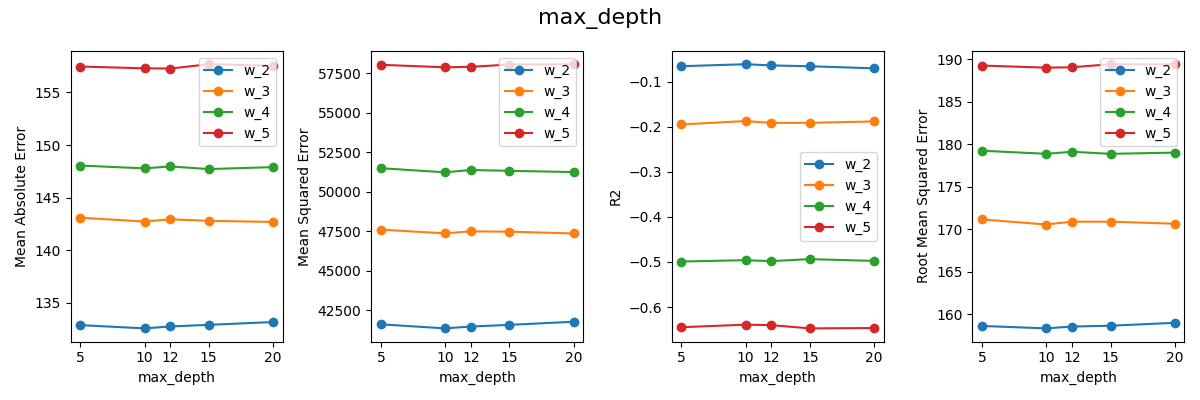 max_depth
Mean Absolute Error
155
150
145
140
135
5
10
12
15
20
max_depth
w_2
w_3
w_4
w_5
Mean Squared Error
57500
55000
52500
50000
47500
45000
42500
5
10
12
15
20
max_depth
w_2
w_3
w_4
w_5
R2
−0.1
−0.2
−0.3
−0.4
−0.5
−0.6
5
10
12
15
20
max_depth
w_2
w_3
w_4
w_5
Root Mean Squared Error
190
185
180
175
170
165
160
5
10
12
15
20
max_depth
w_2
w_3
w_4
w_5